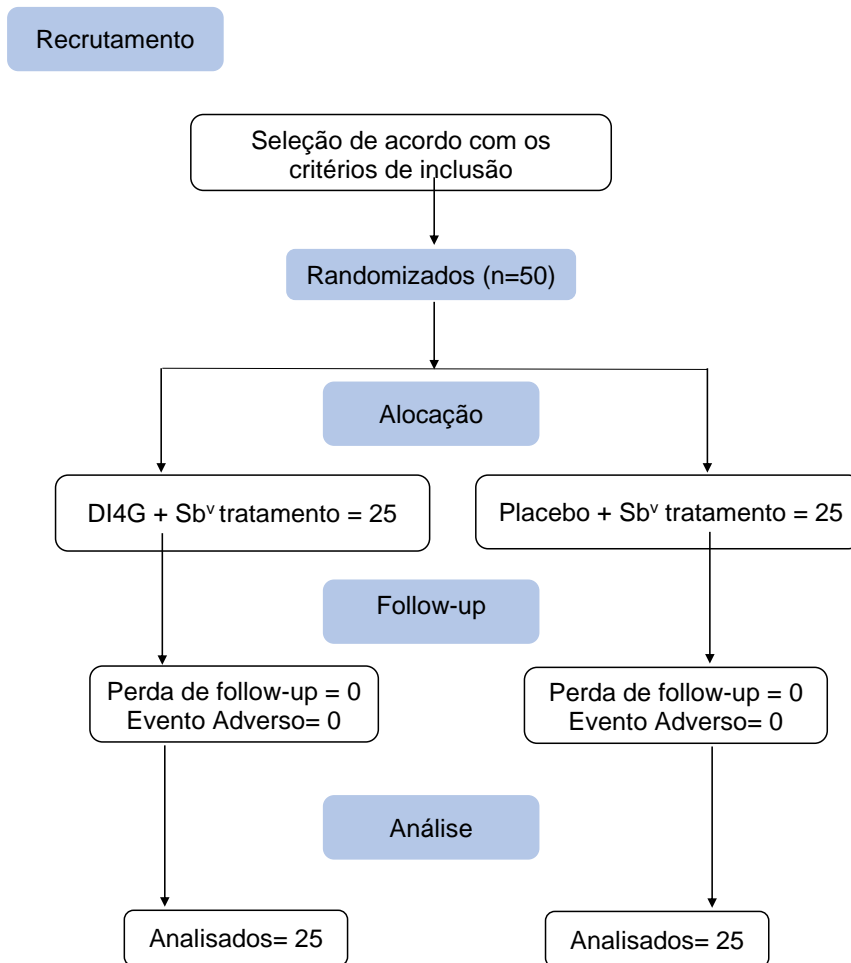 Recrutamento
Seleção de acordo com os
critérios de inclusão
Randomizados (n=50)
Alocação
DI4G + Sbᵛ tratamento = 25
Placebo + Sbᵛ tratamento = 25
Follow-up
Perda de follow-up = 0
Evento Adverso= 0
Perda de follow-up = 0
Evento Adverso= 0
Análise
Analisados= 25
Analisados= 25